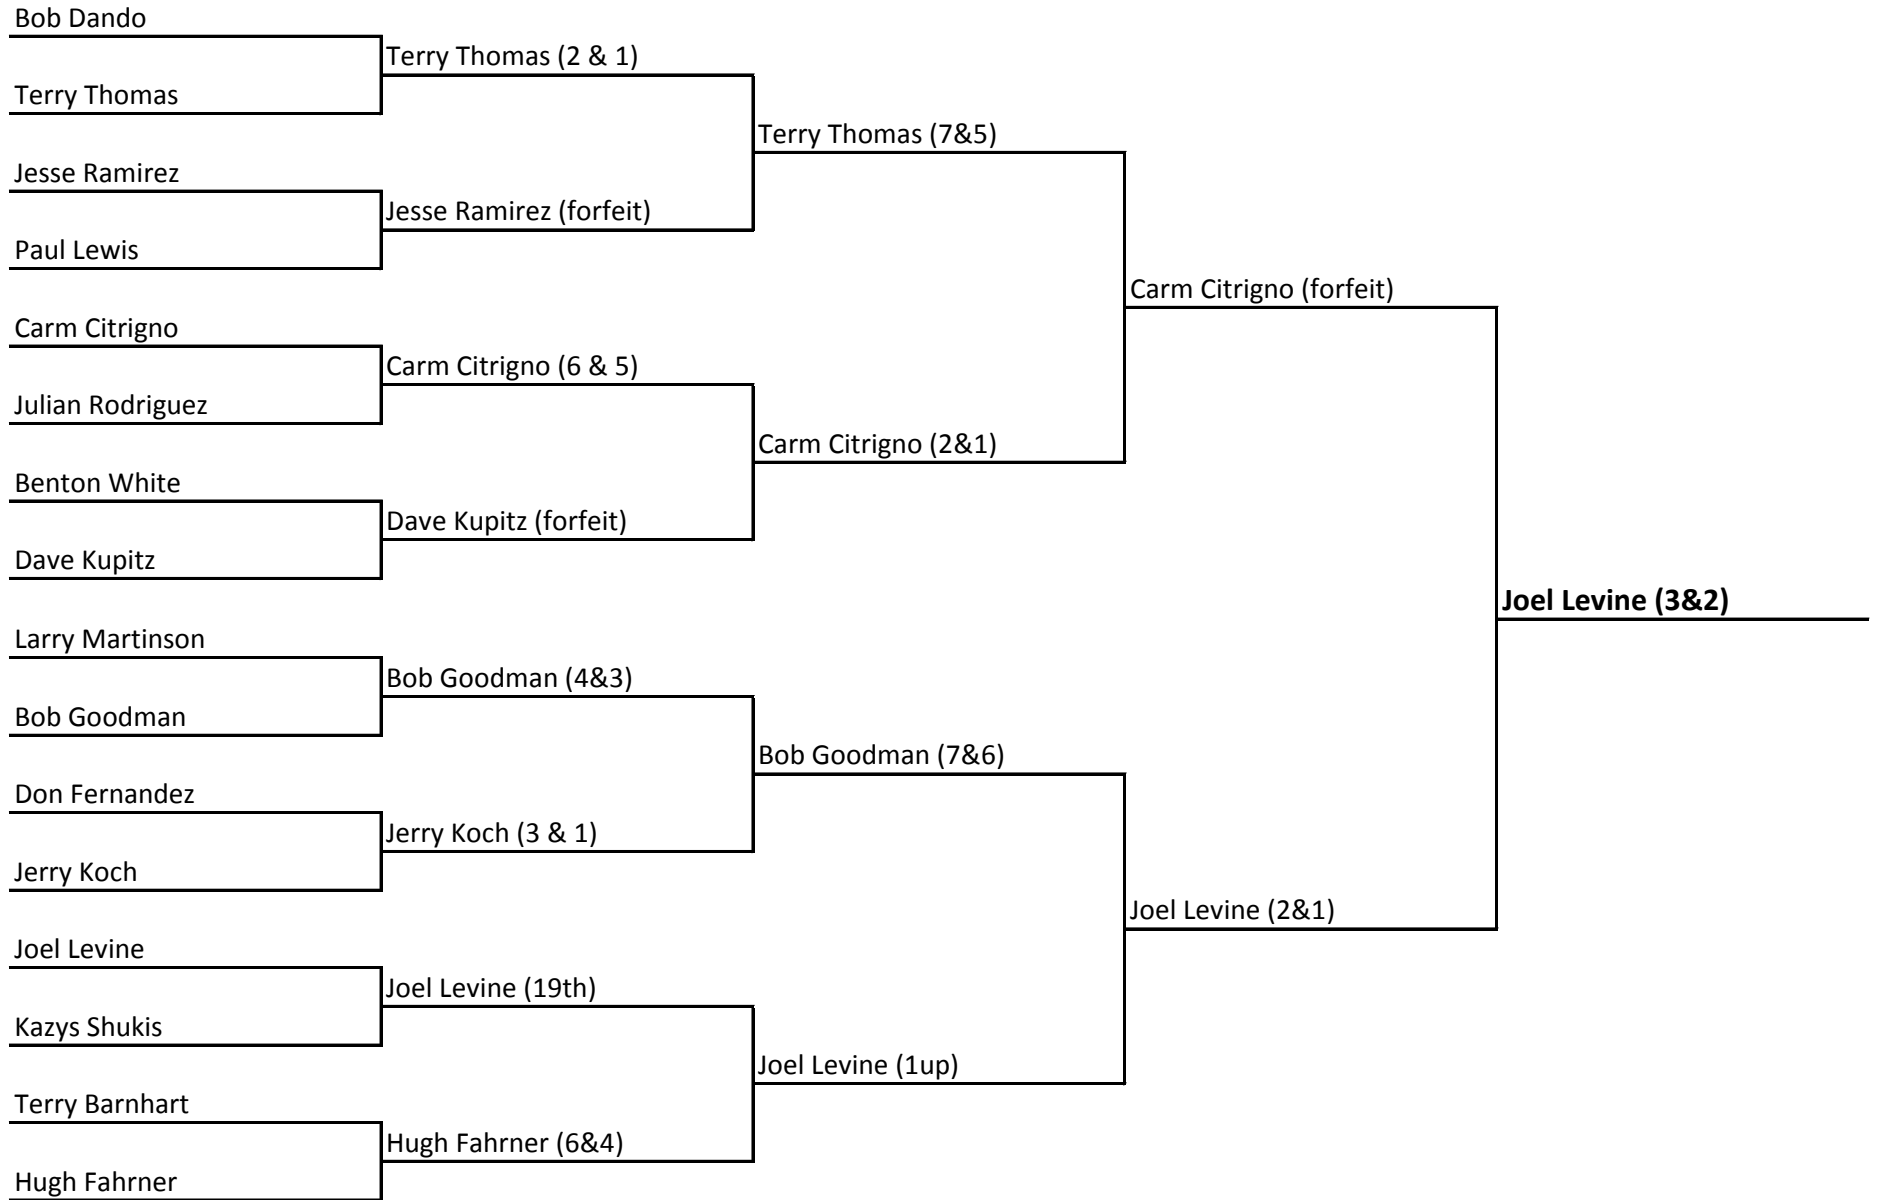 Bob Dando
Terry Thomas (2 & 1)
Terry Thomas
Terry Thomas (7&5)
Jesse Ramirez
Jesse Ramirez (forfeit)
Paul Lewis
Carm Citrigno (forfeit)
Carm Citrigno
Carm Citrigno (6 & 5)
Julian Rodriguez
Carm Citrigno (2&1)
Benton White
Dave Kupitz (forfeit)
Dave Kupitz
Joel Levine (3&2)
Larry Martinson
Bob Goodman (4&3)
Bob Goodman
Bob Goodman (7&6)
Don Fernandez
Jerry Koch (3 & 1)
Jerry Koch
Joel Levine (2&1)
Joel Levine
Joel Levine (19th)
Kazys Shukis
Joel Levine (1up)
Terry Barnhart
Hugh Fahrner (6&4)
Hugh Fahrner